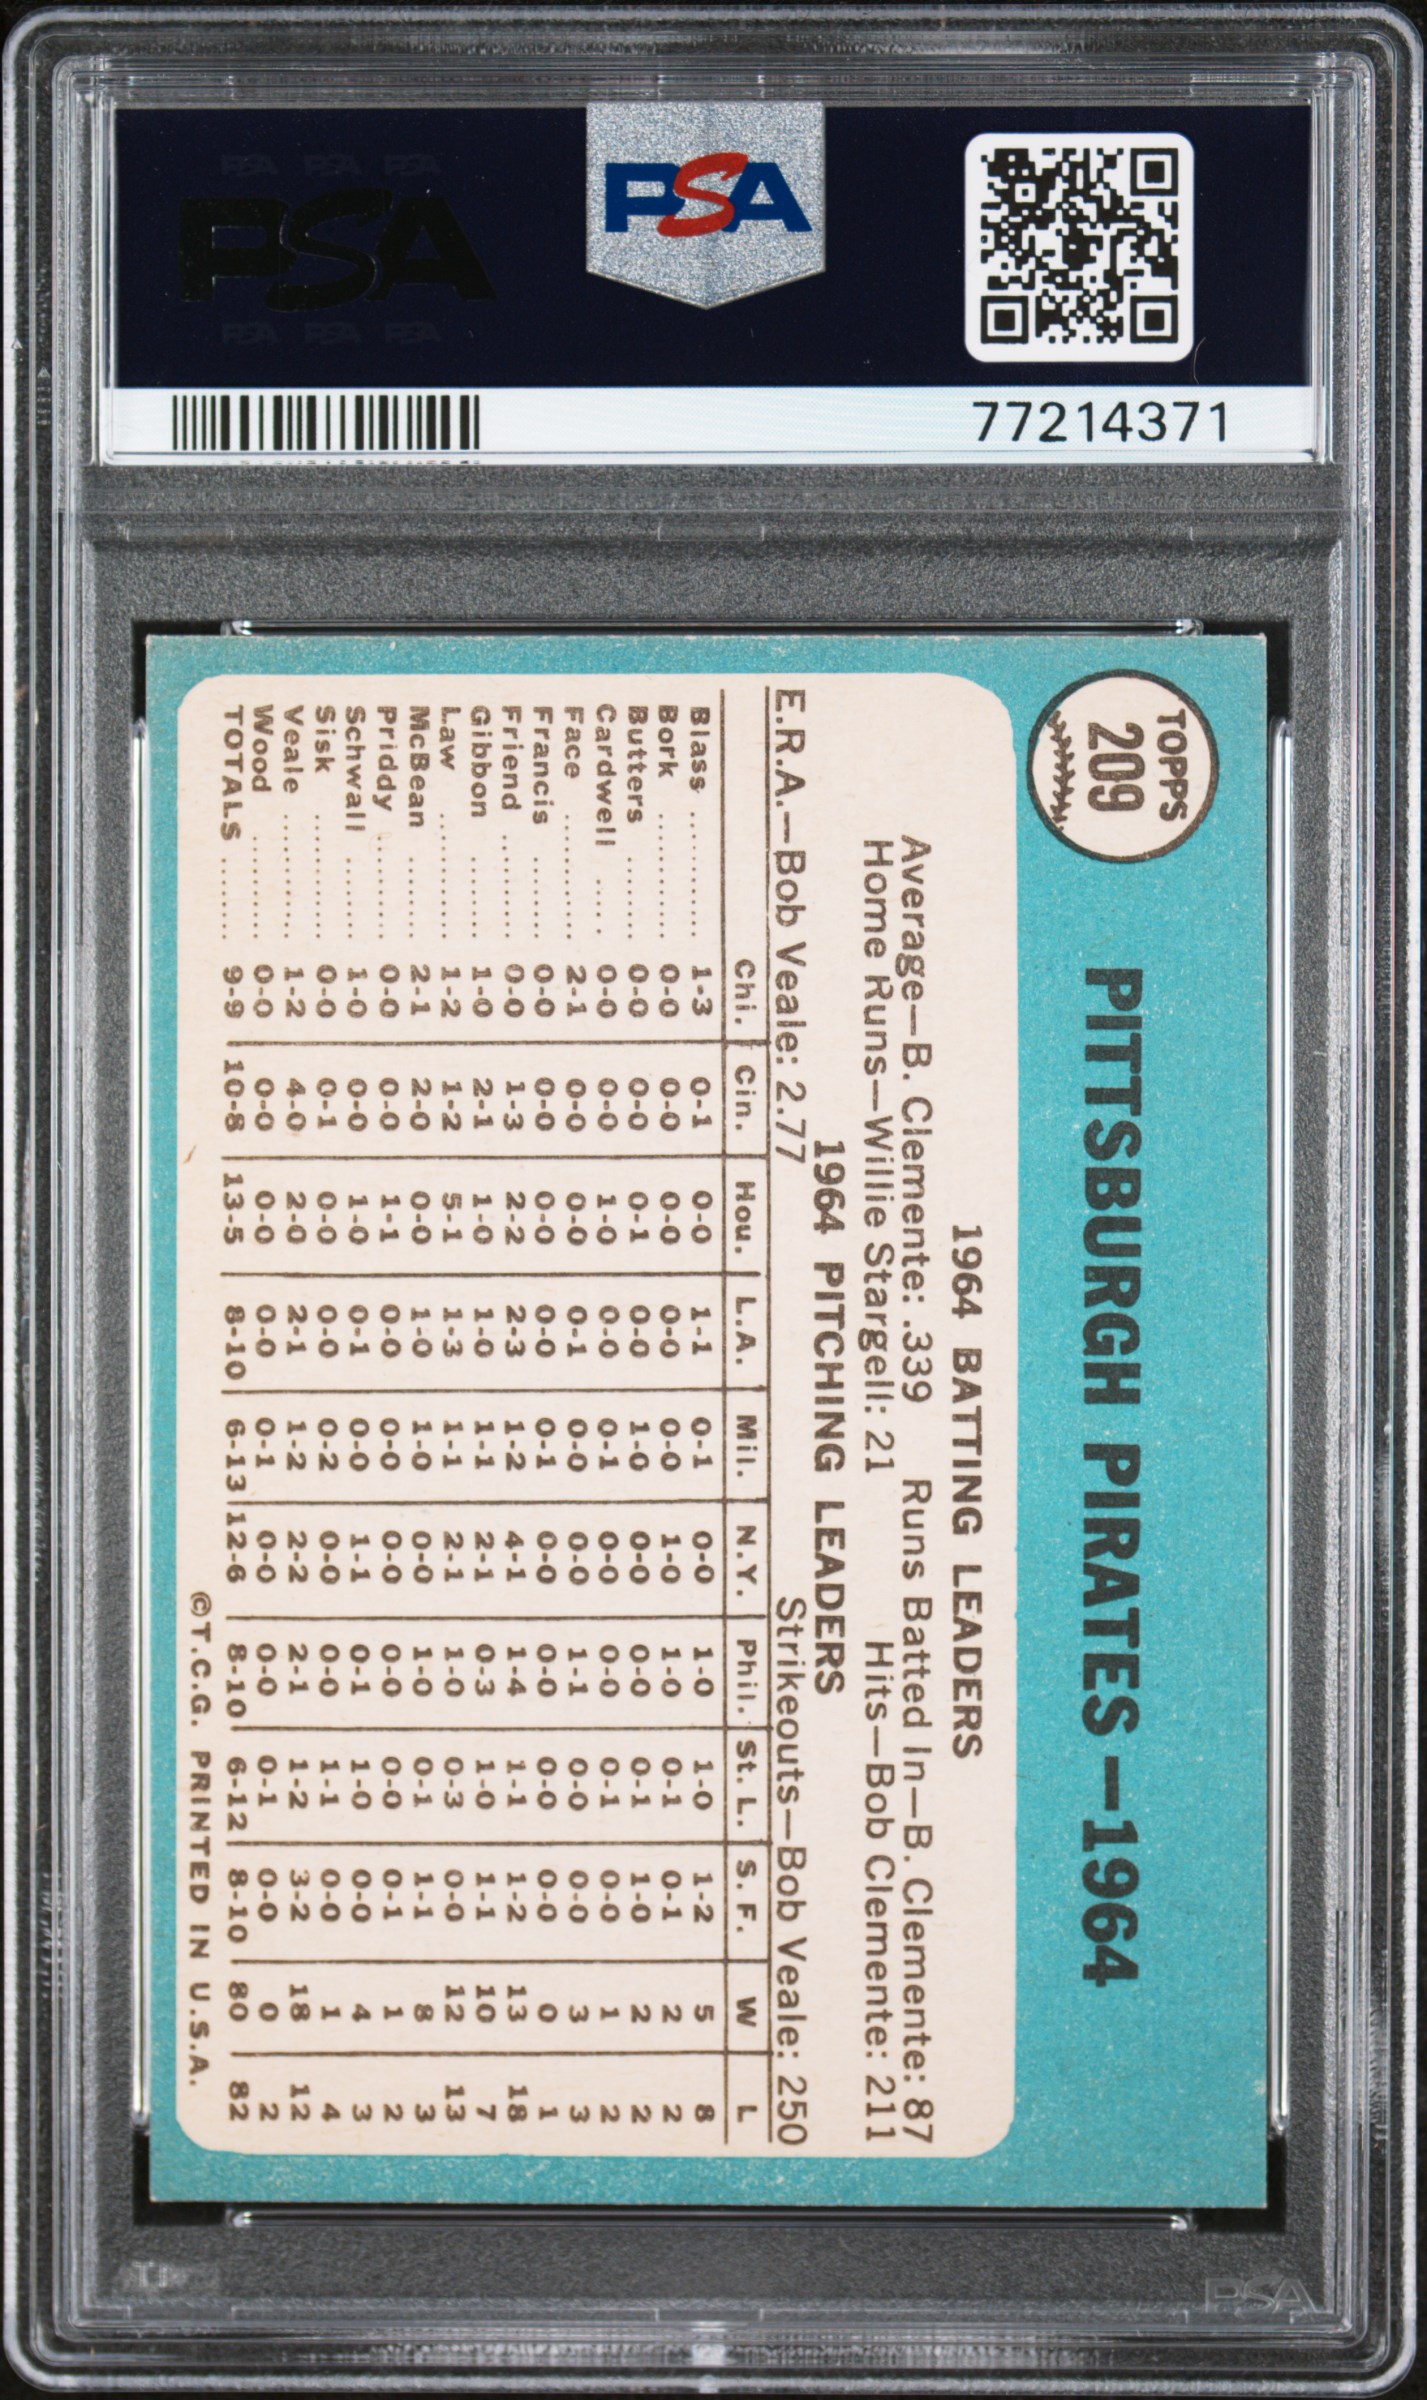 PSA PSA PSA
PSA
PSA PSA PSA
PSA
77214371
TOPPS
209
PITTSBURGH PIRATES—1964
1964 BATTING LEADERS
Average—B. Clemente: .339 Runs Batted In—B. Clemente: 87
Home Runs—Willie Stargell: 21 Hits—Bob Clemente: 211
1964 PITCHING LEADERS
E.R.A.—Bob Veale: 2.77 Strikeouts—Bob Veale: 250
Chi. Cin. Hou. L.A. Mil. N.Y. Phil. St. L. S. F. W L
Blass ............ 1-3 0-1 0-0 1-1 0-1 0-0 1-0 1-0 1-2 5 8
Bork ............ 0-0 0-0 0-0 0-0 0-0 1-0 1-0 0-1 0-1 2 2
Butters ........ 0-0 0-0 0-1 0-0 1-0 0-0 0-0 0-1 1-0 2 2
Cardwell ..... 0-0 0-0 1-0 0-0 0-1 0-0 0-0 0-1 0-0 1 2
Face ............ 2-1 0-0 0-0 0-1 0-0 0-0 1-1 0-0 0-0 3 3
Francis ........ 0-0 0-0 0-0 0-0 0-1 0-0 0-0 0-0 0-0 0 1
Friend .......... 0-0 1-3 2-2 2-3 1-2 4-1 1-4 1-1 1-2 13 18
Gibbon ........ 1-0 2-1 1-0 1-0 1-1 2-1 0-3 1-0 1-1 10 7
Law ............ 1-2 1-2 5-1 1-3 1-1 2-1 1-0 0-3 0-0 12 13
McBean ........ 2-1 2-0 0-0 1-0 1-0 0-0 1-0 0-1 1-1 8 3
Priddy .......... 0-0 0-0 1-1 0-0 0-0 0-0 0-0 0-0 0-1 1 2
Schwall ........ 1-0 0-0 1-0 0-1 0-0 1-1 0-1 1-0 0-0 4 3
Sisk ............ 0-0 0-1 0-0 0-0 0-2 0-0 0-0 1-1 0-0 1 4
Veale ............ 1-2 4-0 2-0 2-1 1-2 2-2 2-1 1-2 3-2 18 12
Wood ............ 0-0 0-0 0-0 0-0 0-1 0-0 0-0 0-1 0-0 0 2
TOTALS ........ 9-9 10-8 13-5 8-10 6-13 12-6 8-10 6-12 8-10 80 82
©T.C.G. PRINTED IN U.S.A.
PSA